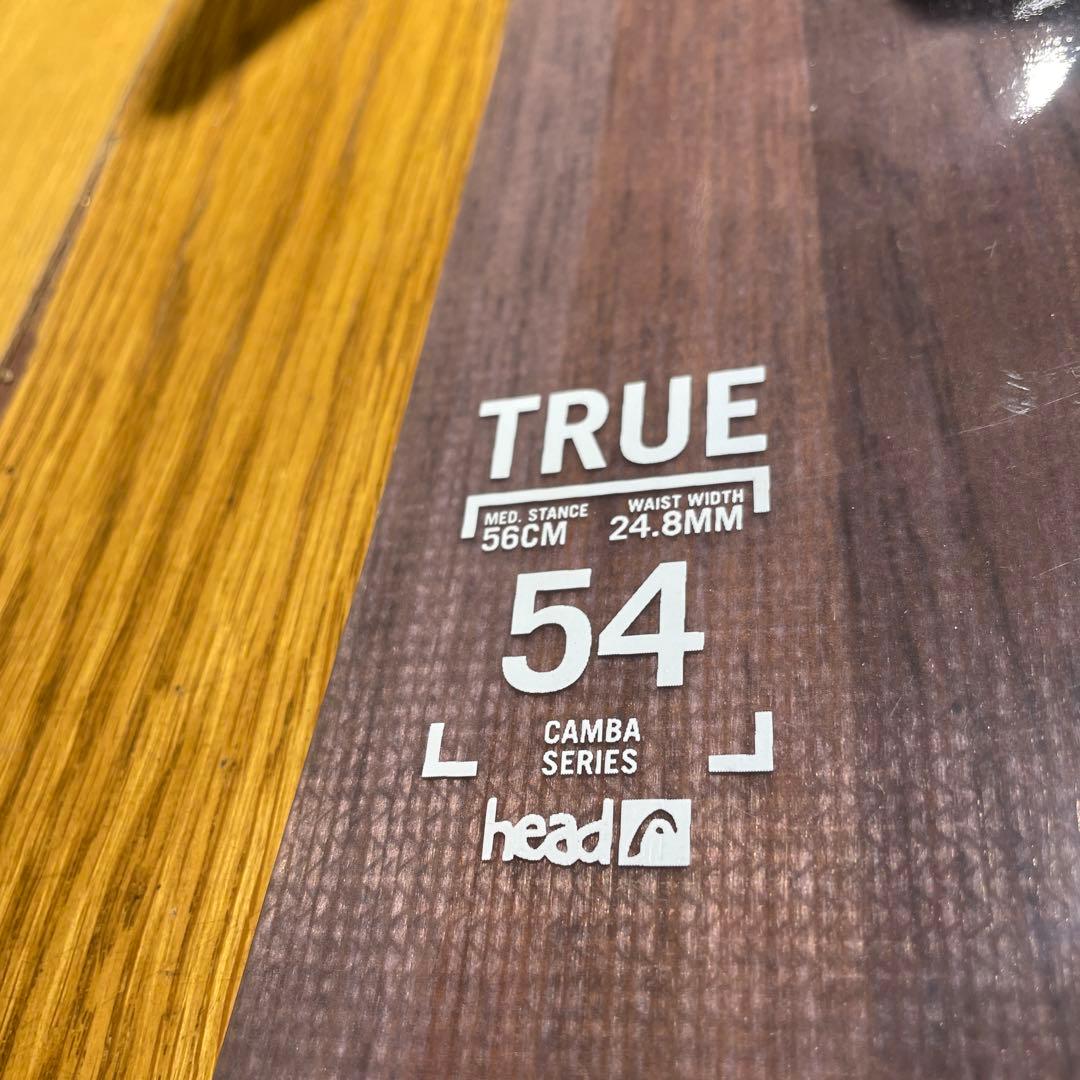 TRUE
MED. STANCE WAIST WIDTH
56CM 24.8MM
54
CAMBA
SERIES
head